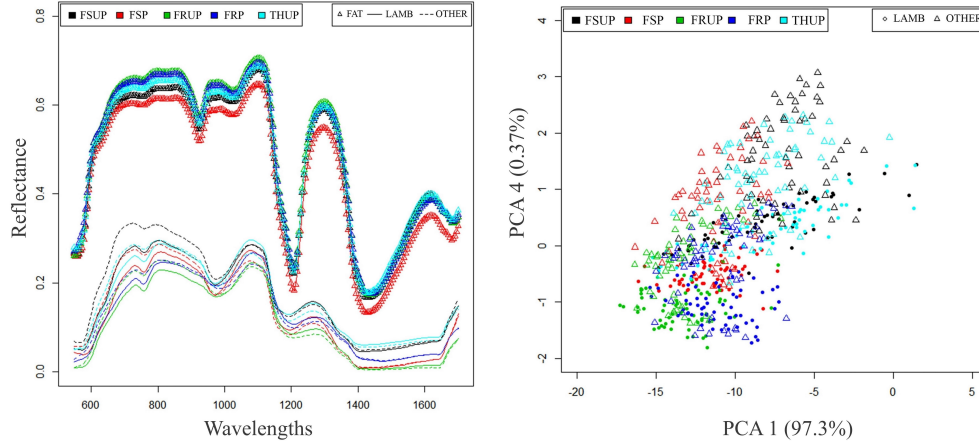 FSUP FSP FRUP FRP THUP
FAT LAMB OTHER
0.8
0.6
0.4
0.2
0.0
Reflectance
600 800 1000 1200 1400 1600
Wavelengths
FSUP FSP FRUP FRP THUP
LAMB OTHER
4
3
2
1
0
-1
-2
PCA 4 (0.37%)
-20 -15 -10 -5 0 5
PCA 1 (97.3%)